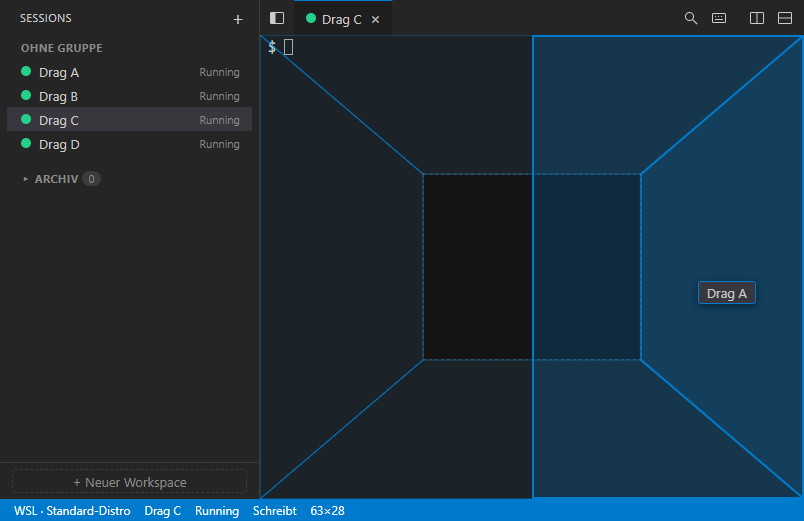 SESSIONS +
OHNE GRUPPE
Drag A Running
Drag B Running
Drag C Running
Drag D Running
ARCHIV 0
+ Neuer Workspace
Drag C ×
$
Drag A
WSL · Standard-Distro Drag C Running Schreibt 63×28